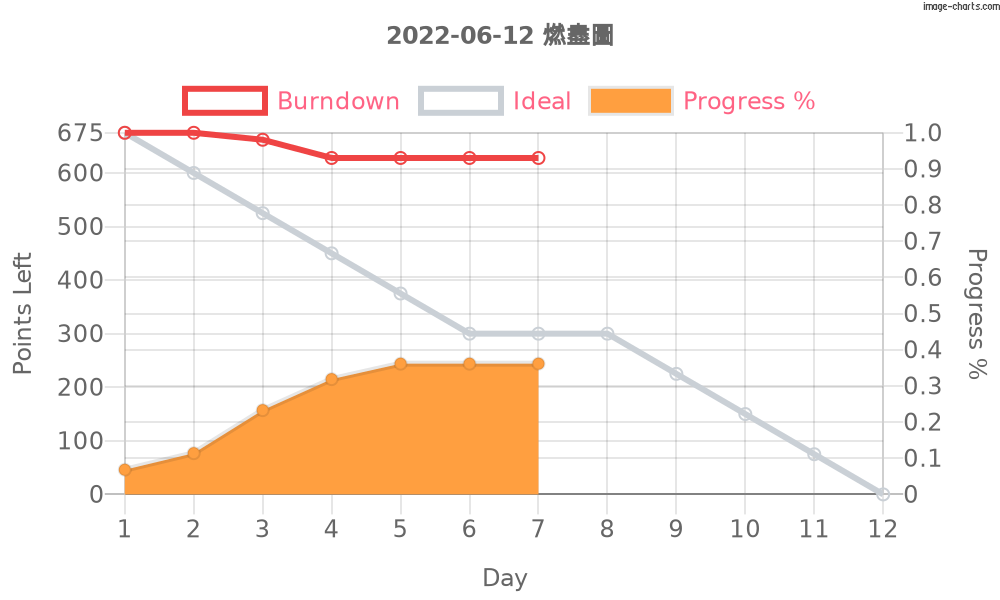 image-charts.com
2022-06-12 燃盡圖
Burndown Ideal Progress %
675 1.0
600 0.9
0.8
500 0.7
400 0.6
0.5
300 0.4
200 0.3
0.2
100 0.1
0 0
Points Left
Progress %
1 2 3 4 5 6 7 8 9 10 11 12
Day